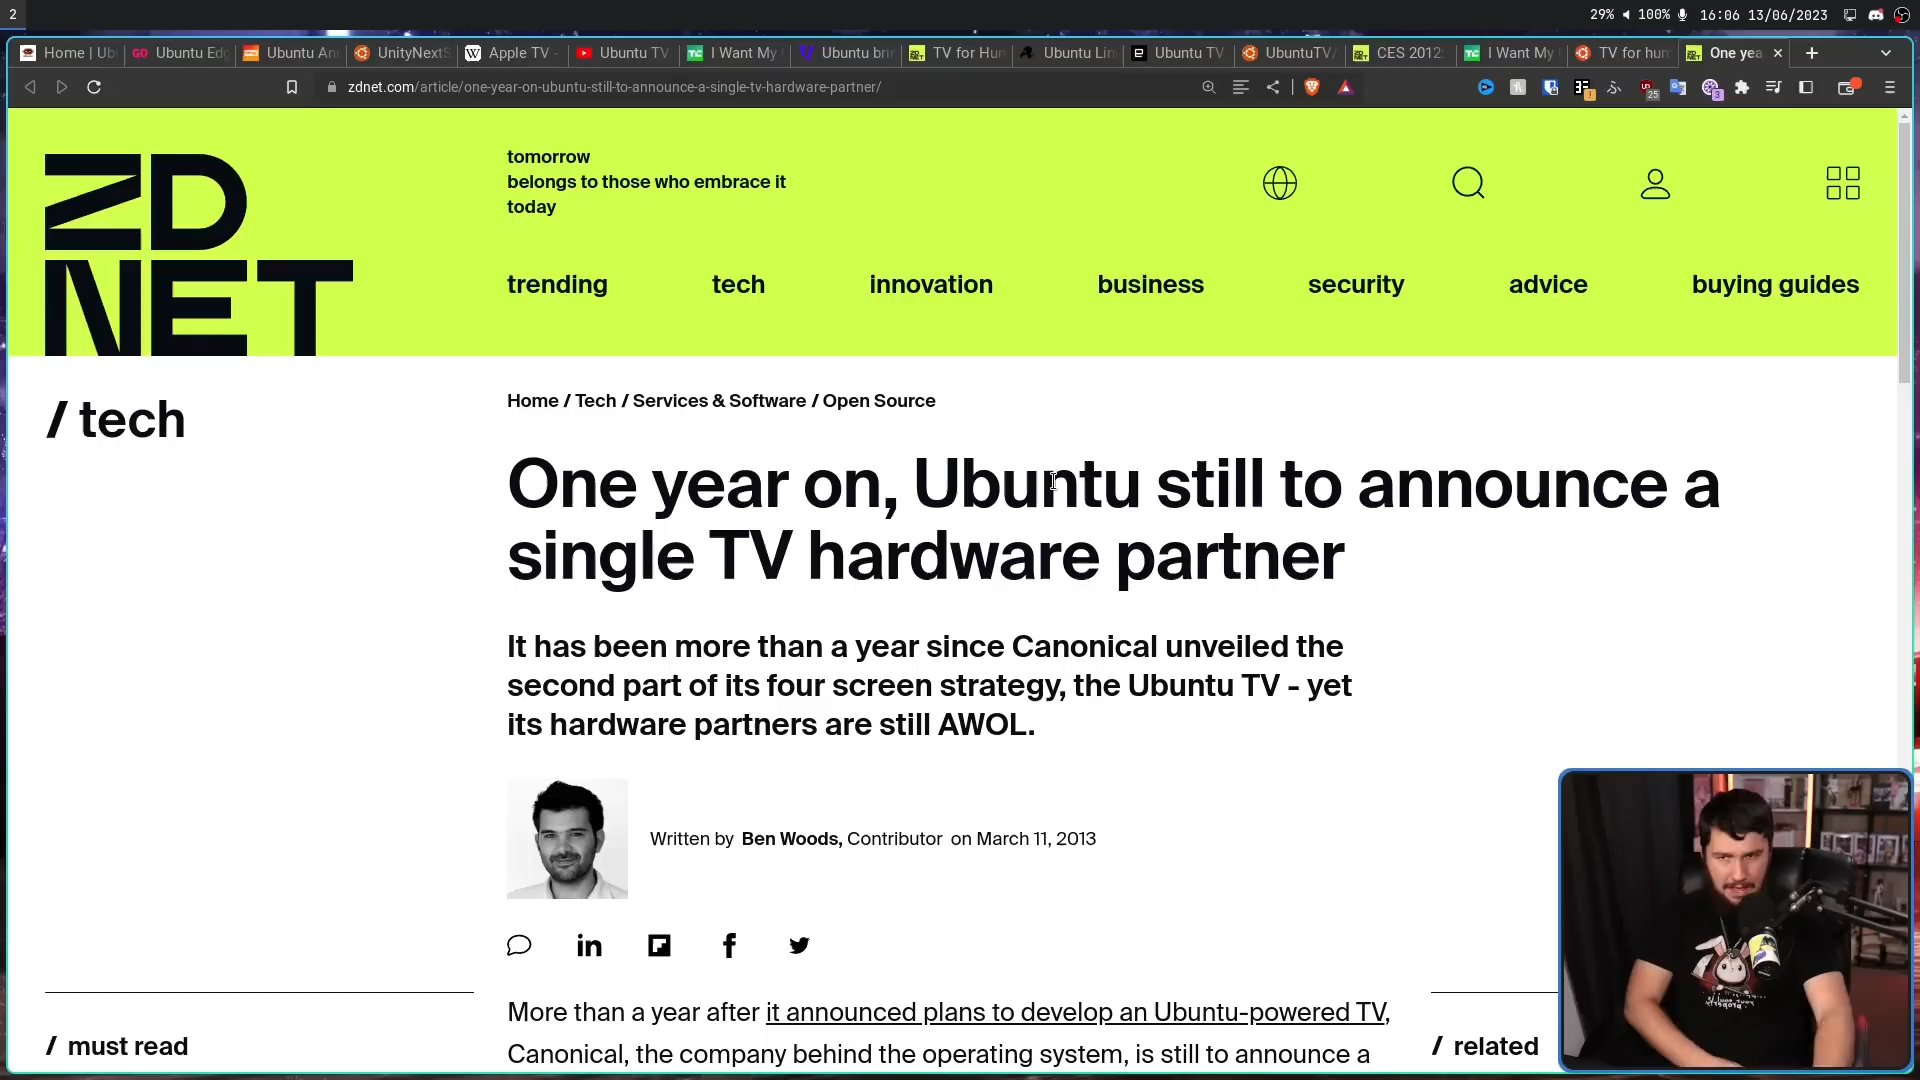 2
29% 100% 16:06 13/06/2023
Home | Ub
Ubuntu Edg
Ubuntu An
UnityNextS
Apple TV -
Ubuntu TV
I Want My
Ubuntu brin
TV for Hun
Ubuntu Lin
Ubuntu TV
UbuntuTV/
CES 2012:
I Want My
TV for hum
One yea
zdnet.com/article/one-year-on-ubuntu-still-to-announce-a-single-tv-hardware-partner/
25
3
ZD
NET
tomorrow
belongs to those who embrace it
today
trending tech innovation business security advice buying guides
/ tech
Home / Tech / Services & Software / Open Source
One year on, Ubuntu still to announce a
single TV hardware partner
It has been more than a year since Canonical unveiled the
second part of its four screen strategy, the Ubuntu TV - yet
its hardware partners are still AWOL.
Written by Ben Woods, Contributor on March 11, 2013
More than a year after it announced plans to develop an Ubuntu-powered TV,
Canonical, the company behind the operating system, is still to announce a
/ must read
/ related